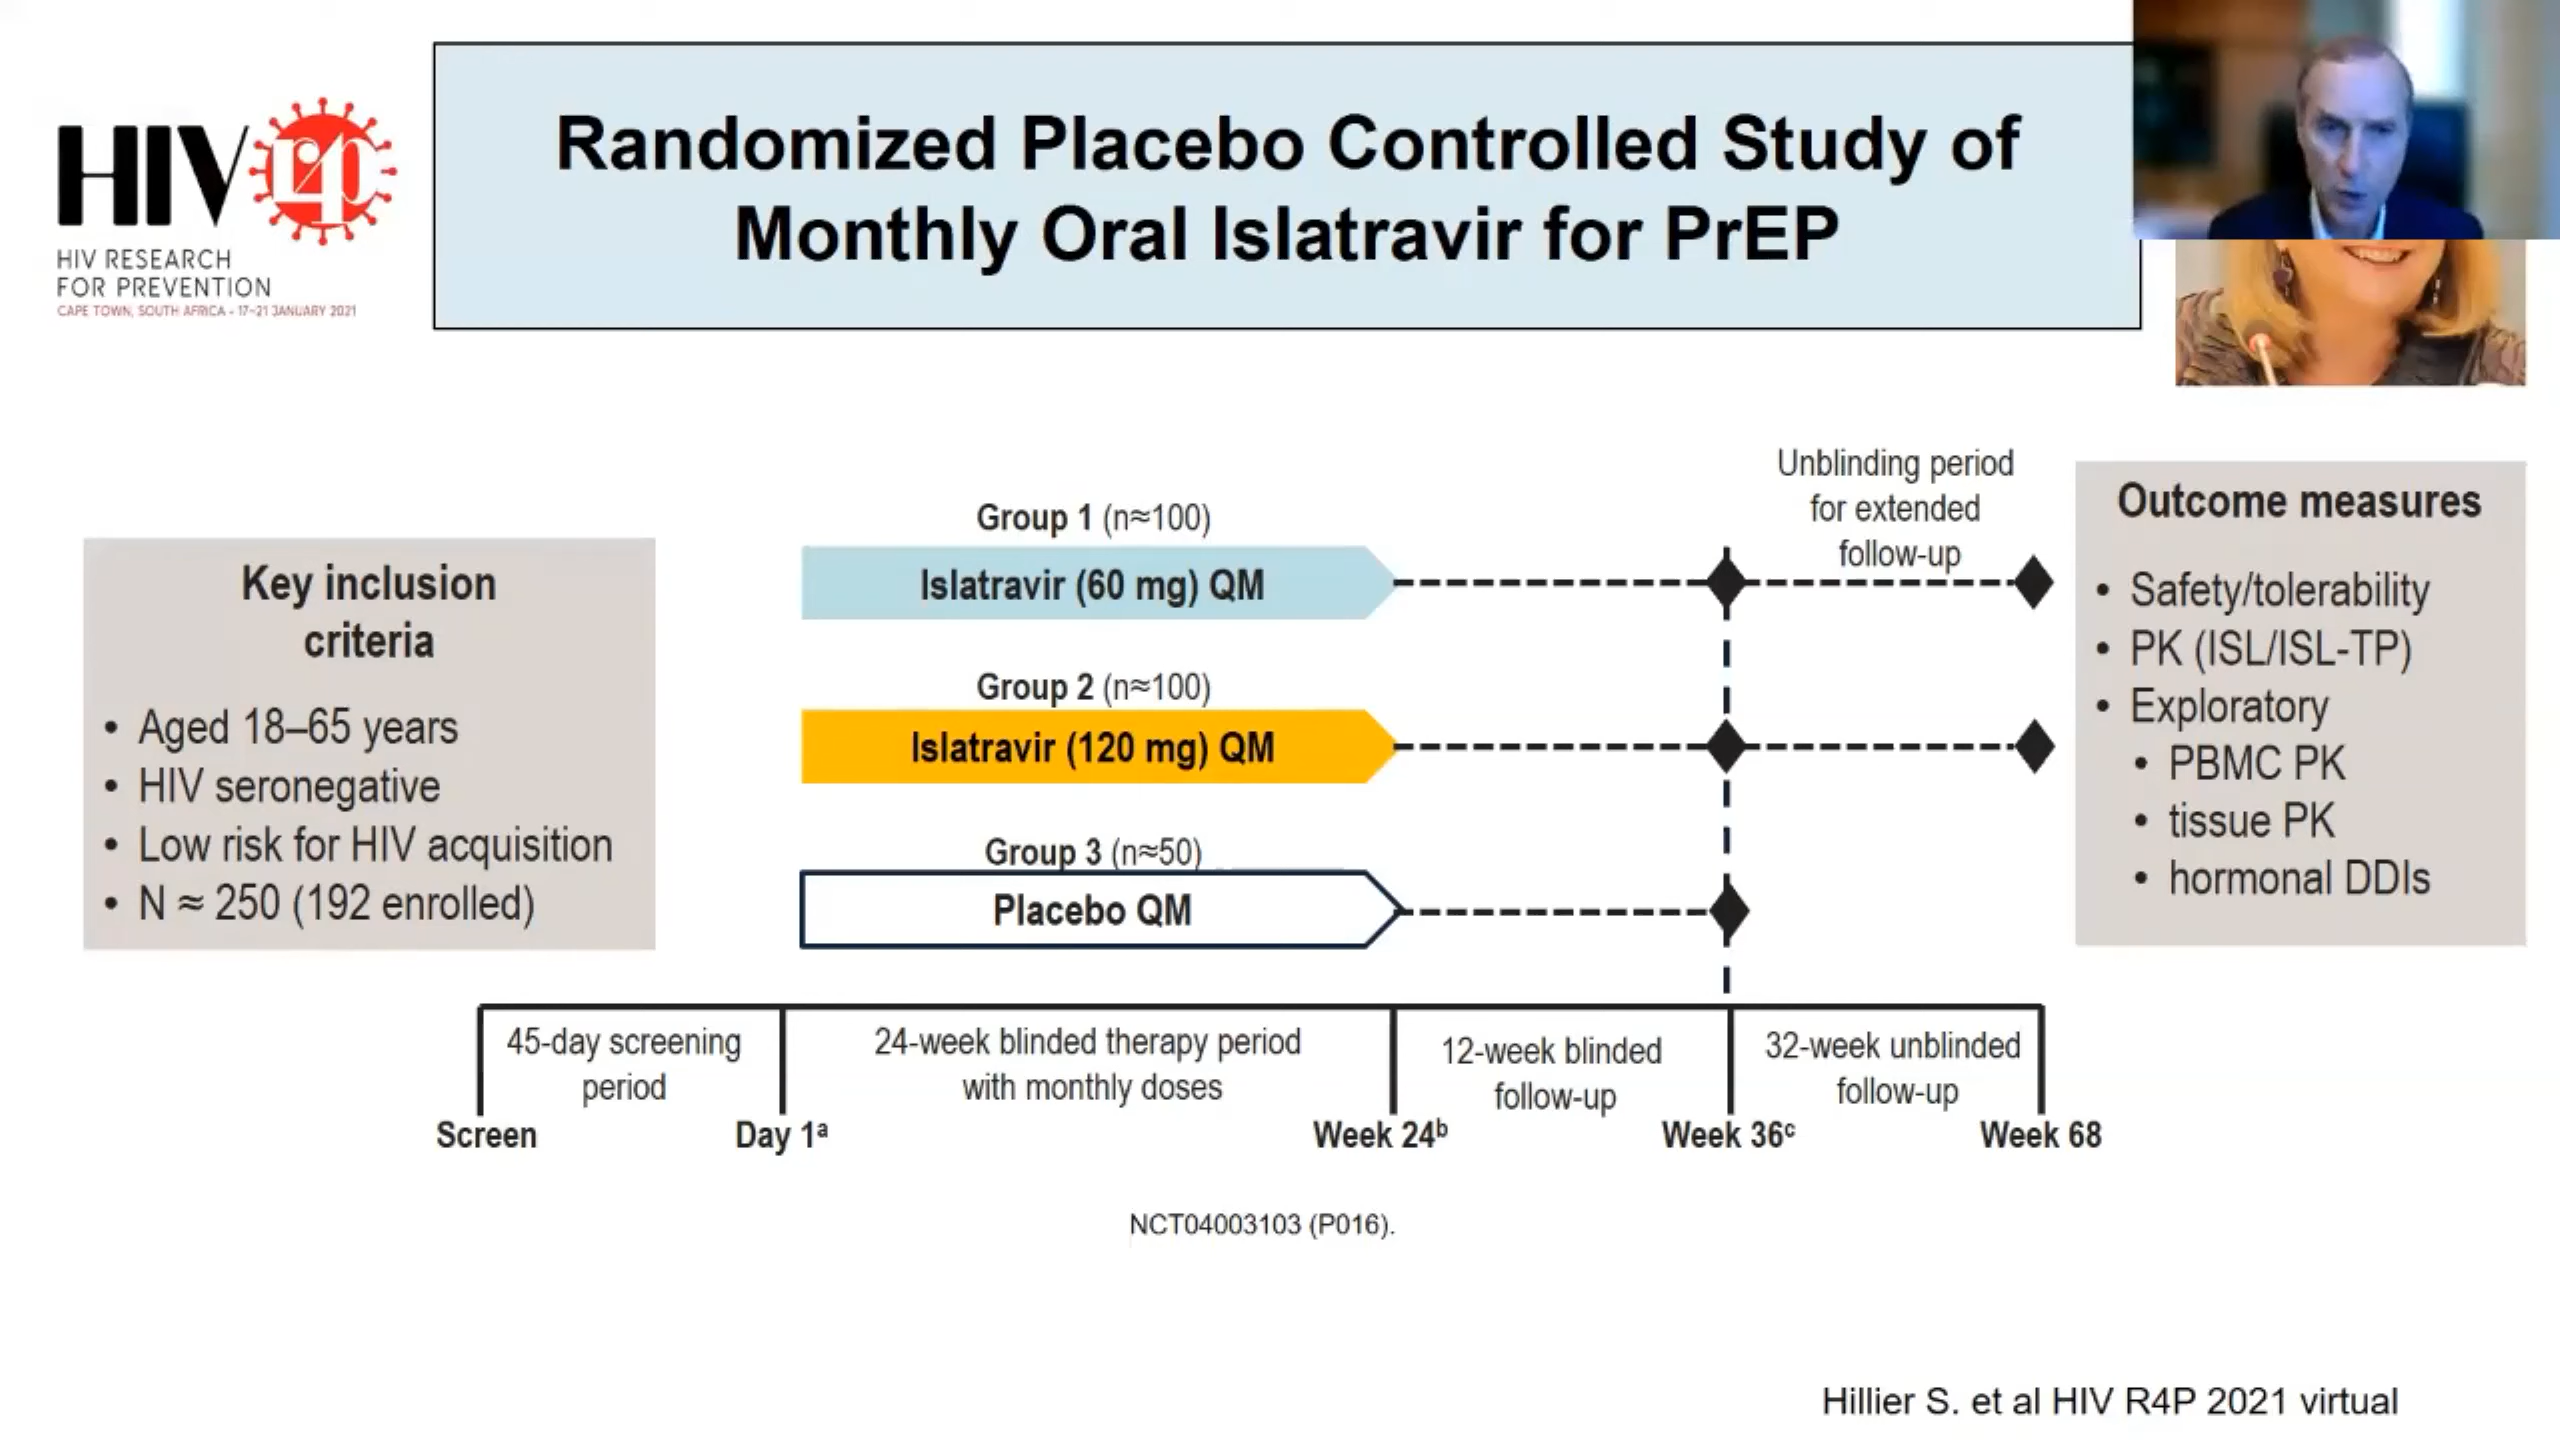 HIV r4p
HIV RESEARCH
FOR PREVENTION
CAPE TOWN, SOUTH AFRICA - 17-21 JANUARY 2021
Randomized Placebo Controlled Study of
Monthly Oral Islatravir for PrEP
Key inclusion
criteria
• Aged 18–65 years
• HIV seronegative
• Low risk for HIV acquisition
• N ≈ 250 (192 enrolled)
Group 1 (n≈100)
Islatravir (60 mg) QM
Group 2 (n≈100)
Islatravir (120 mg) QM
Group 3 (n≈50)
Placebo QM
Unblinding period
for extended
follow-up
Outcome measures
• Safety/tolerability
• PK (ISL/ISL-TP)
• Exploratory
• PBMC PK
• tissue PK
• hormonal DDIs
45-day screening
period
24-week blinded therapy period
with monthly doses
12-week blinded
follow-up
32-week unblinded
follow-up
Screen
Day 1ᵃ
Week 24ᵇ
Week 36ᶜ
Week 68
NCT04003103 (P016).
Hillier S. et al HIV R4P 2021 virtual